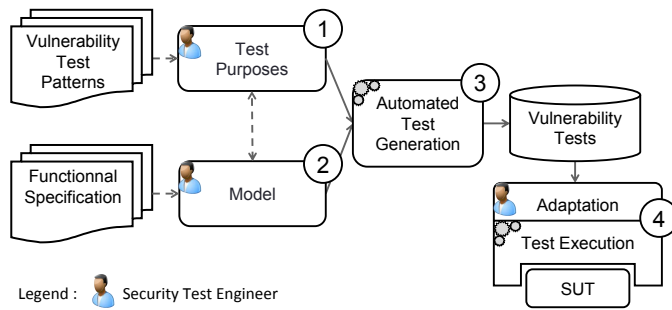 Vulnerability
Test
Patterns
1
Test
Purposes
3
Automated
Test
Generation
Vulnerability
Tests
Functionnal
Specification
2
Model
4
Adaptation
Test Execution
SUT
Legend :
Security Test Engineer